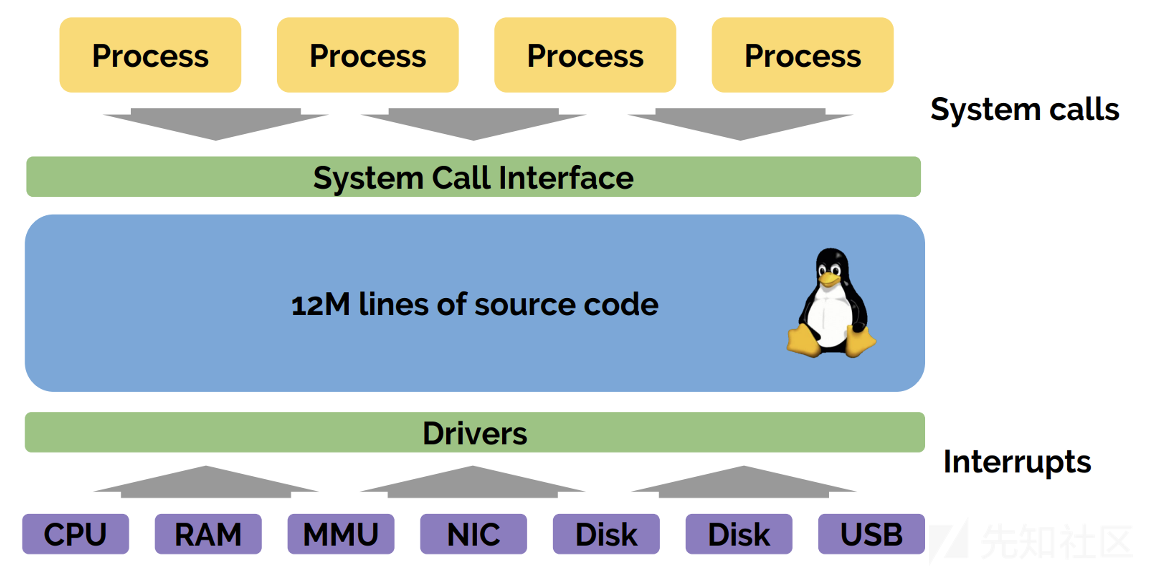 Process Process Process Process
System calls
System Call Interface
12M lines of source code
Drivers
Interrupts
CPU RAM MMU NIC Disk Disk USB
先知社区